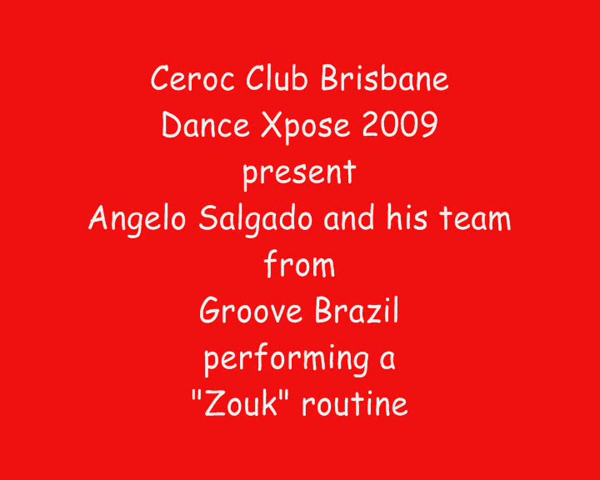 Ceroc Club Brisbane
Dance Xpose 2009
present
Angelo Salgado and his team
from
Groove Brazil
performing a
"Zouk" routine